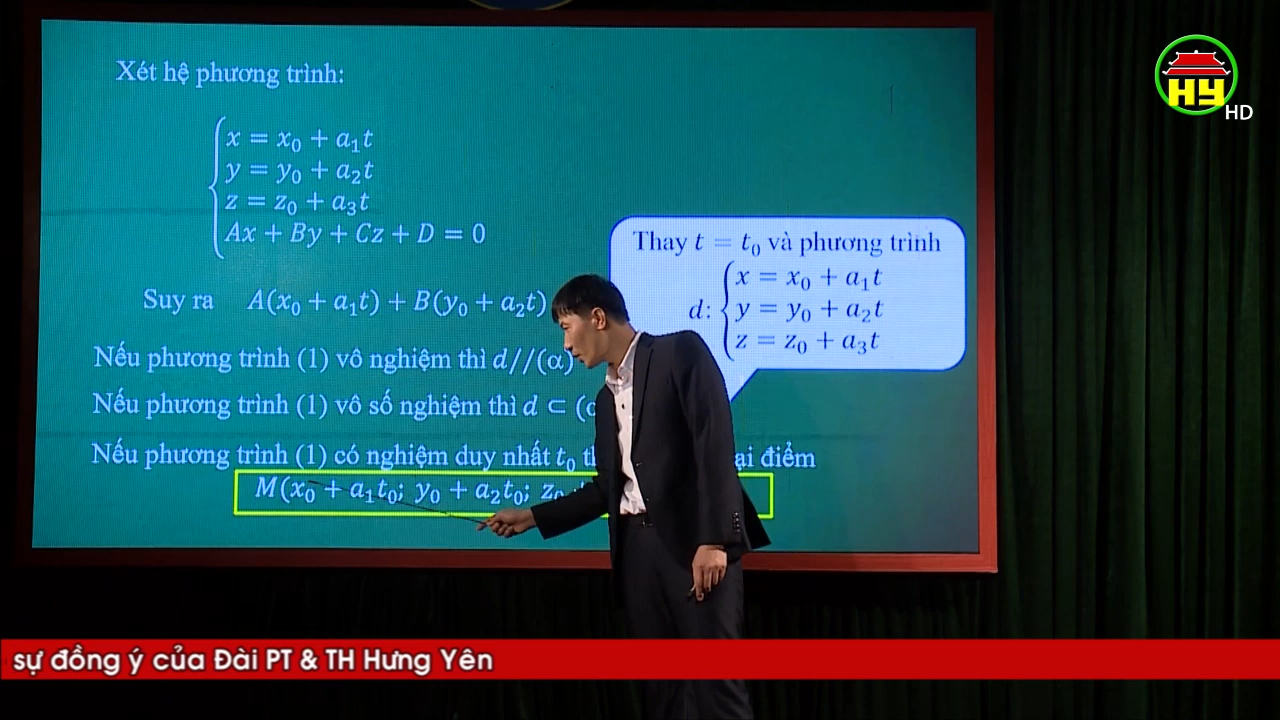 Xét hệ phương trình:
x = x₀ + a₁t
y = y₀ + a₂t
z = z₀ + a₃t
Ax + By + Cz + D = 0
Suy ra A(x₀ + a₁t) + B(y₀ + a₂t)
Nếu phương trình (1) vô nghiệm thì d//(α)
Nếu phương trình (1) vô số nghiệm thì d ⊂ (
Nếu phương trình (1) có nghiệm duy nhất t₀ điểm
M(x₀ + a₁t₀; y₀ + a₂t₀; z₀
Thay t = t₀ và phương trình
d: x = x₀ + a₁t
y = y₀ + a₂t
z = z₀ + a₃t
HY
HD
sự đồng ý của Đài PT & TH Hưng Yên